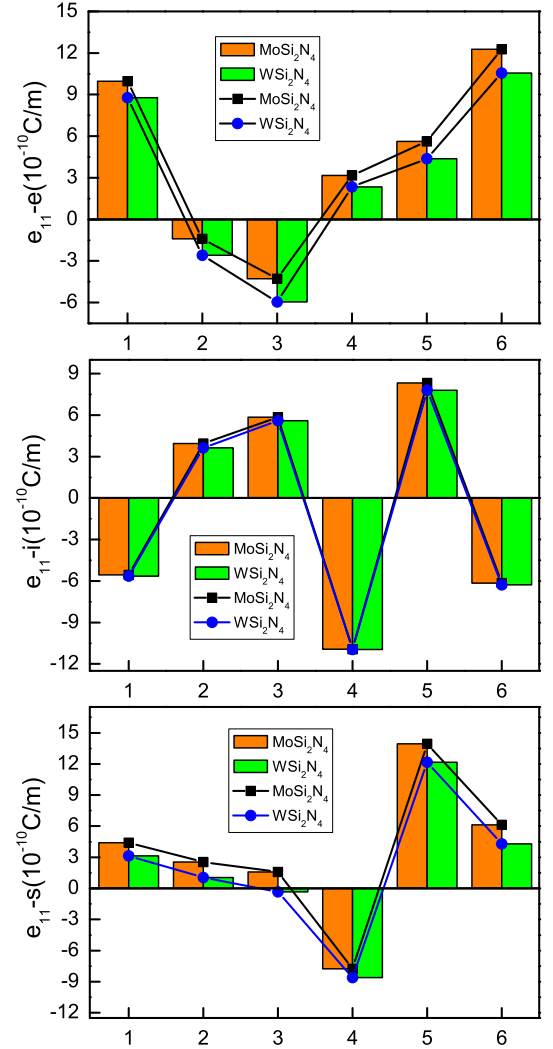 15
12
9
6
3
0
-3
-6
e₁₁-e(10⁻¹⁰C/m)
MoSi₂N₄
WSi₂N₄
MoSi₂N₄
WSi₂N₄
1 2 3 4 5 6
9
6
3
0
-3
-6
-9
-12
e₁₁-i(10⁻¹⁰C/m)
MoSi₂N₄
WSi₂N₄
MoSi₂N₄
WSi₂N₄
1 2 3 4 5 6
15
12
9
6
3
0
-3
-6
-9
-12
e₁₁-s(10⁻¹⁰C/m)
MoSi₂N₄
WSi₂N₄
MoSi₂N₄
WSi₂N₄
1 2 3 4 5 6